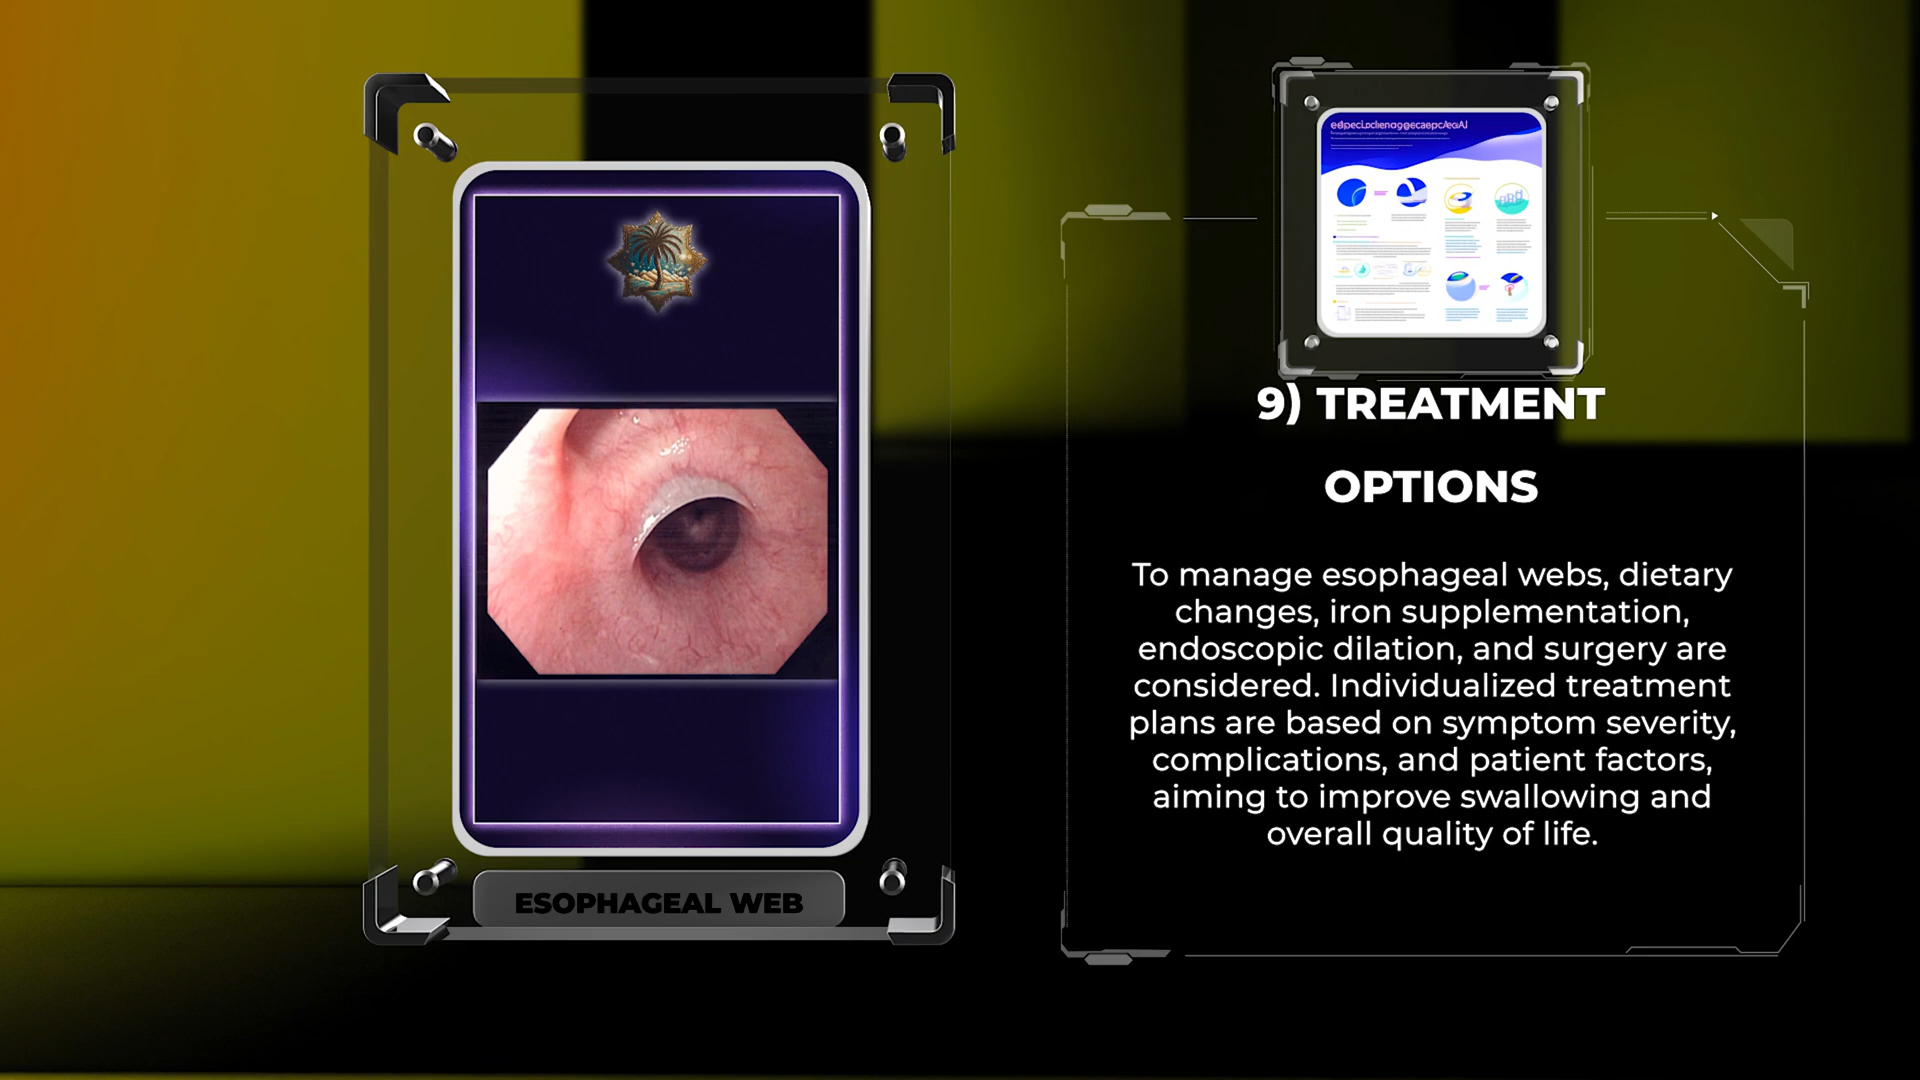 9) TREATMENT
OPTIONS
To manage esophageal webs, dietary
changes, iron supplementation,
endoscopic dilation, and surgery are
considered. Individualized treatment
plans are based on symptom severity,
complications, and patient factors,
aiming to improve swallowing and
overall quality of life.
ESOPHAGEAL WEB